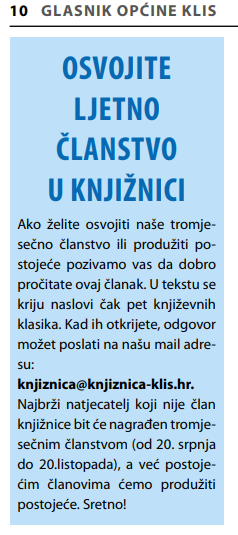 10 GLASNIK OPĆINE KLIS
OSVOJITE
LJETNO
ČLANSTVO
U KNJIŽNICI
Ako želite osvojiti naše tromje-
sečno članstvo ili produžiti po-
stojeće pozivamo vas da dobro
pročitate ovaj članak. U tekstu se
kriju naslovi čak pet književnih
klasika. Kad ih otkrijete, odgovor
možet poslati na našu mail adre-
su:
knjiznica@knjiznica-klis.hr.
Najbrži natjecatelj koji nije član
knjižnice bit će nagrađen tromje-
sečnim članstvom (od 20. srpnja
do 20.listopada), a već postoje-
ćim članovima ćemo produžiti
postojeće. Sretno!